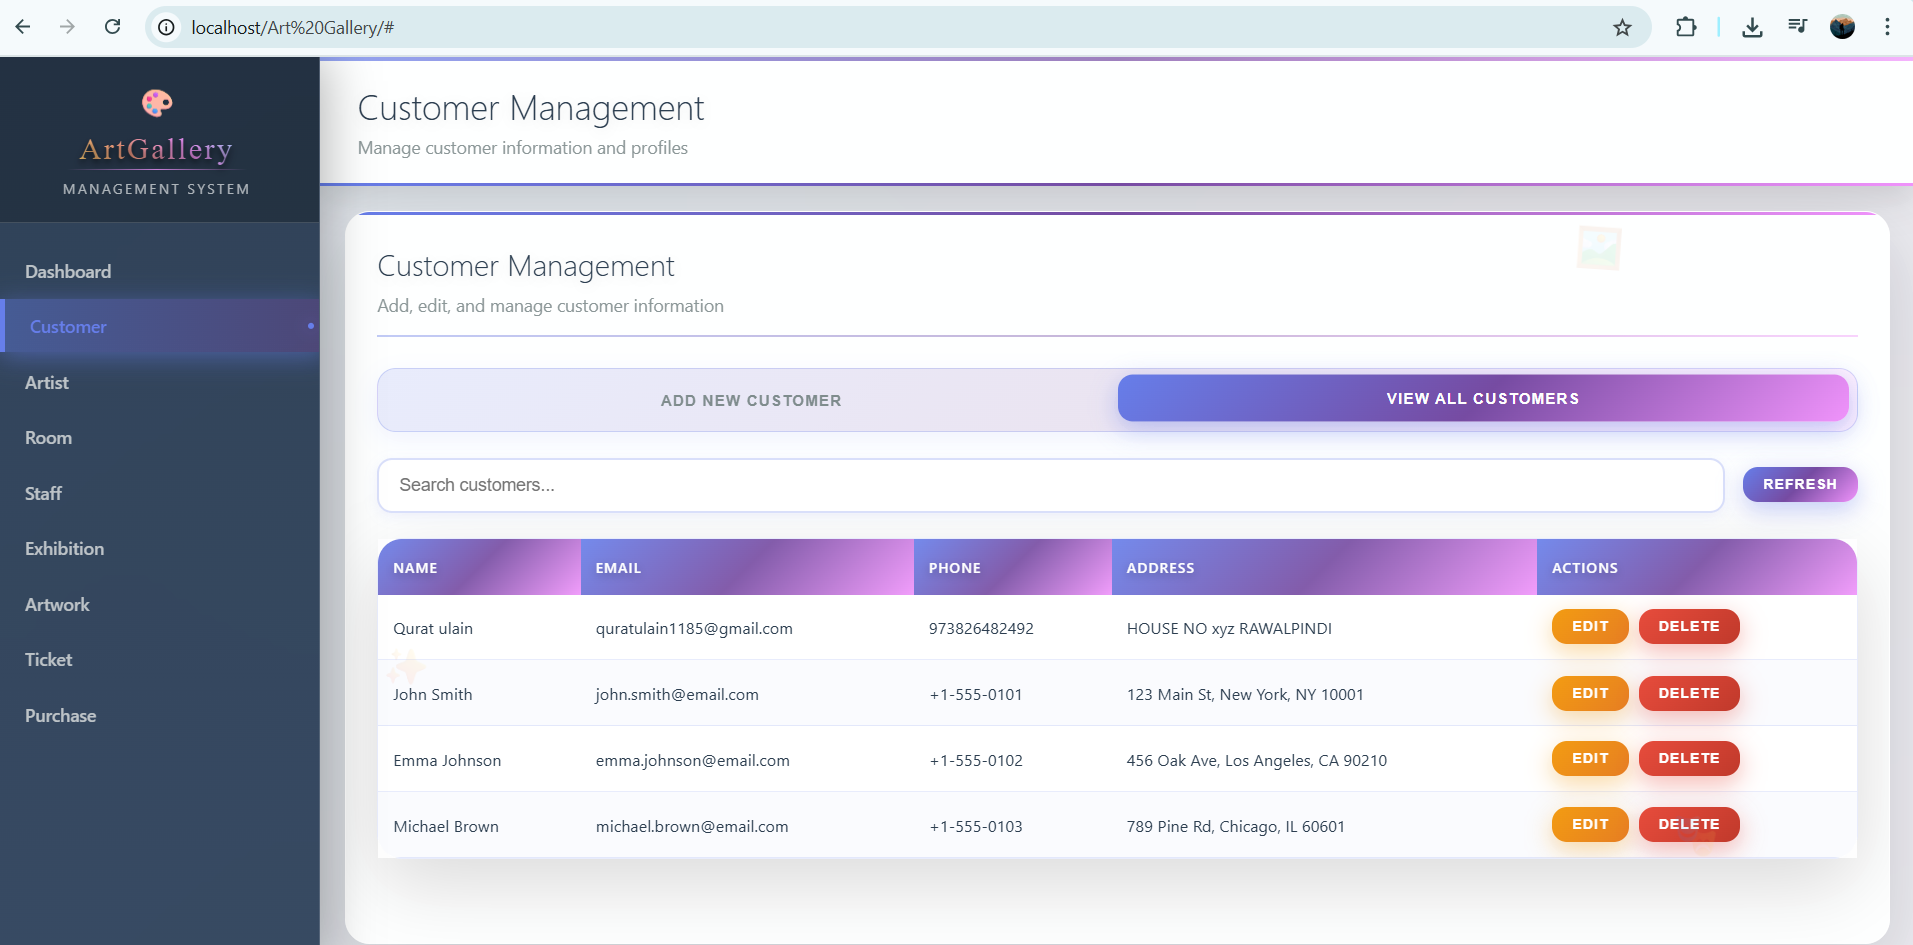 localhost/Art%20Gallery/#
ArtGallery
MANAGEMENT SYSTEM
Dashboard
Customer
Artist
Room
Staff
Exhibition
Artwork
Ticket
Purchase
Customer Management
Manage customer information and profiles
Customer Management
Add, edit, and manage customer information
ADD NEW CUSTOMER VIEW ALL CUSTOMERS
Search customers... REFRESH
NAME EMAIL PHONE ADDRESS ACTIONS
Qurat ulain quratulain1185@gmail.com 973826482492 HOUSE NO xyz RAWALPINDI EDIT DELETE
John Smith john.smith@email.com +1-555-0101 123 Main St, New York, NY 10001 EDIT DELETE
Emma Johnson emma.johnson@email.com +1-555-0102 456 Oak Ave, Los Angeles, CA 90210 EDIT DELETE
Michael Brown michael.brown@email.com +1-555-0103 789 Pine Rd, Chicago, IL 60601 EDIT DELETE